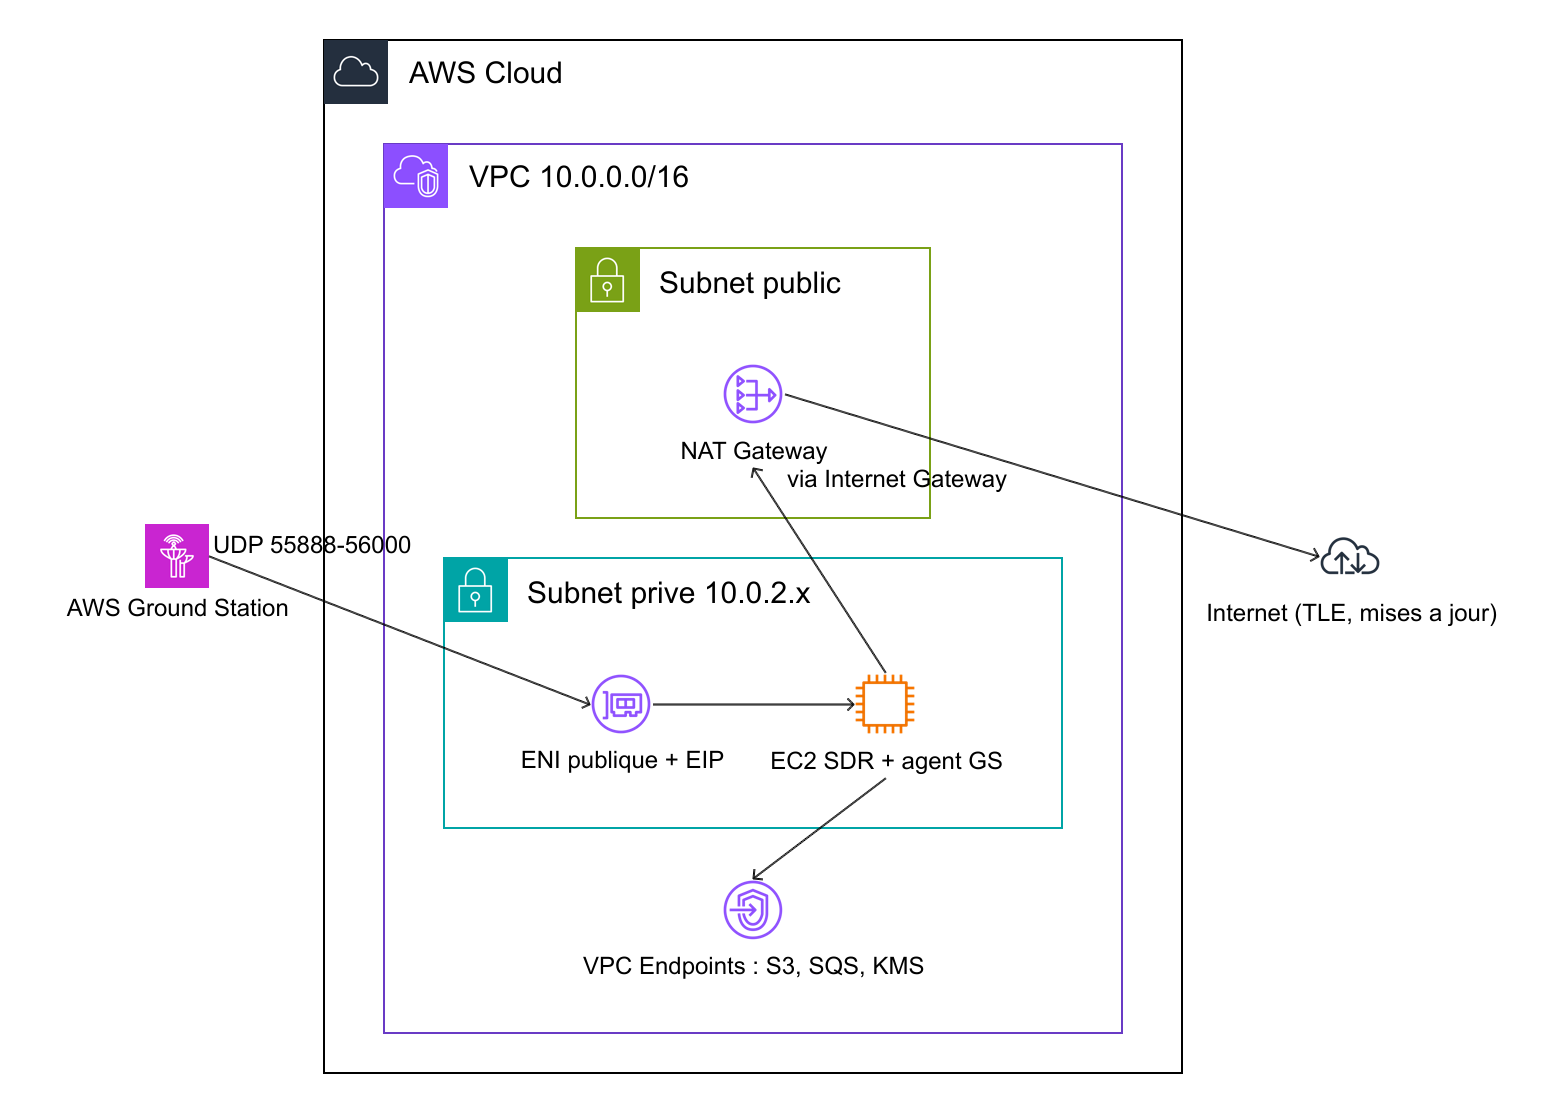 AWS Cloud
VPC 10.0.0.0/16
Subnet public
NAT Gateway
via Internet Gateway
UDP 55888-56000
AWS Ground Station
Subnet prive 10.0.2.x
Internet (TLE, mises a jour)
ENI publique + EIP
EC2 SDR + agent GS
VPC Endpoints : S3, SQS, KMS